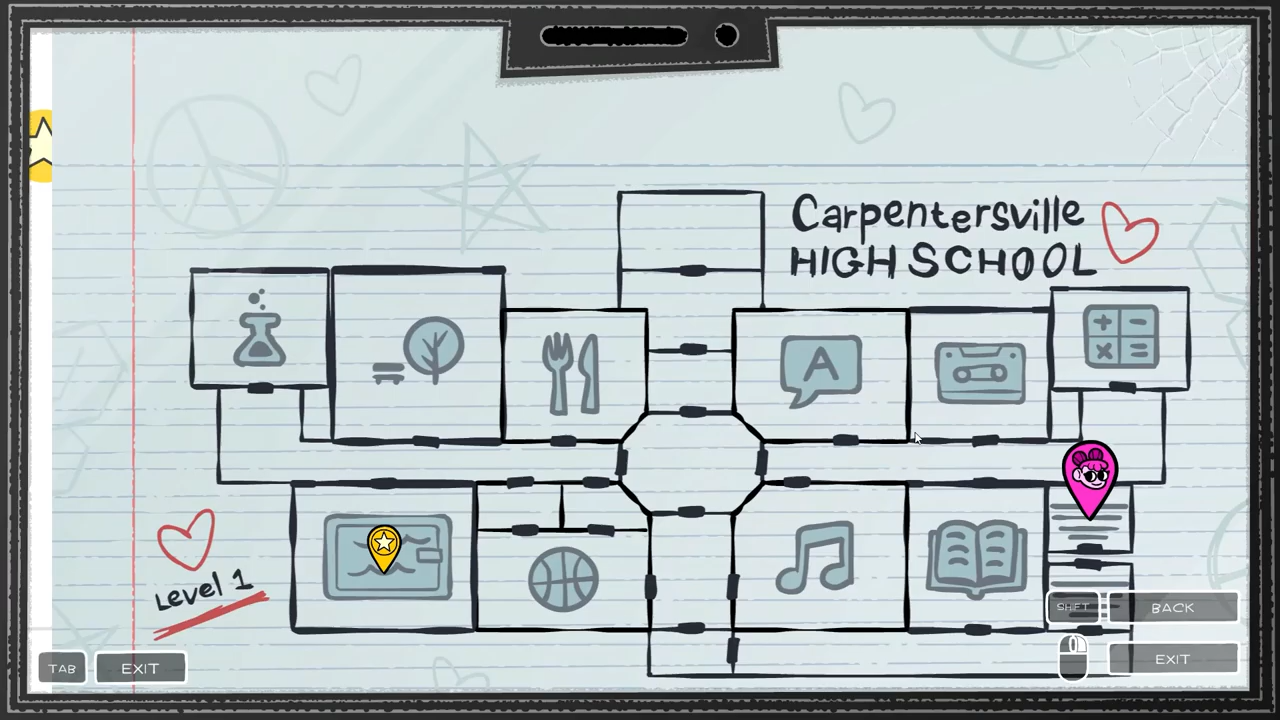 Carpentersville
HIGH SCHOOL
A
Level 1
SHIFT
BACK
TAB
EXIT
EXIT